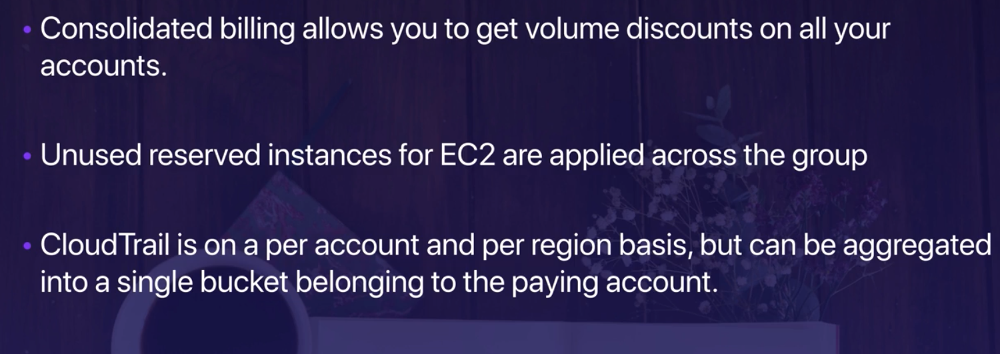 • Consolidated billing allows you to get volume discounts on all your
accounts.
• Unused reserved instances for EC2 are applied across the group
• CloudTrail is on a per account and per region basis, but can be aggregated
into a single bucket belonging to the paying account.